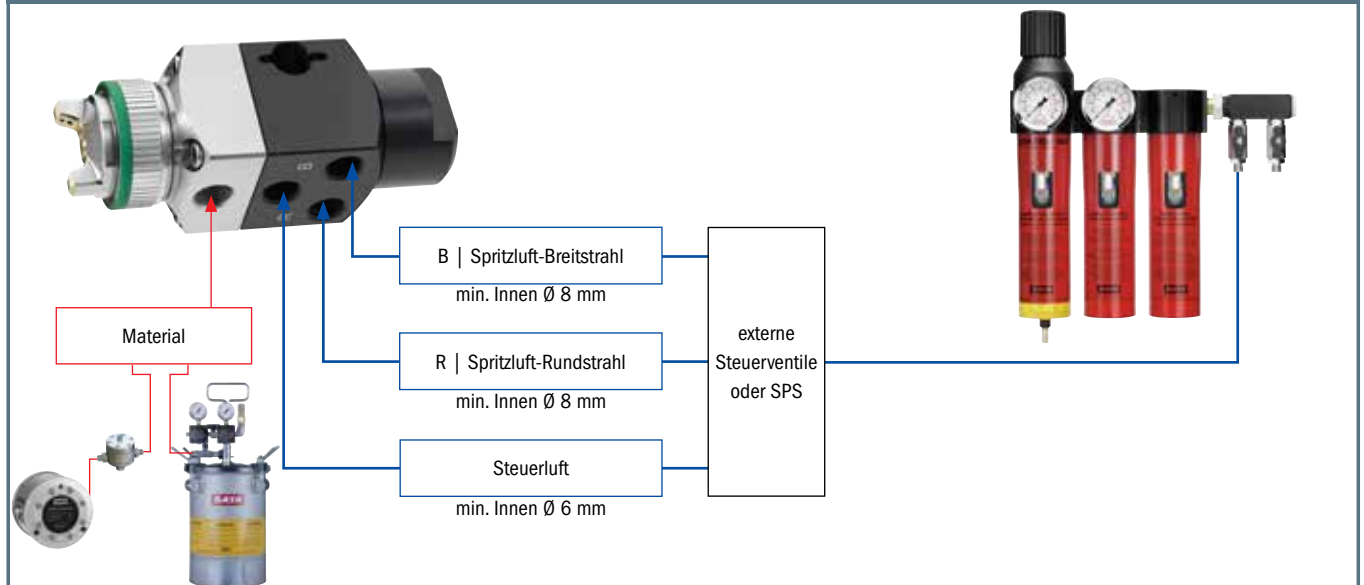 B | Spritzluft-Breitstrahl
min. Innen Ø 8 mm
Material
R | Spritzluft-Rundstrahl
min. Innen Ø 8 mm
externe
Steuerventile
oder SPS
Steuerluft
min. Innen Ø 6 mm
SATA